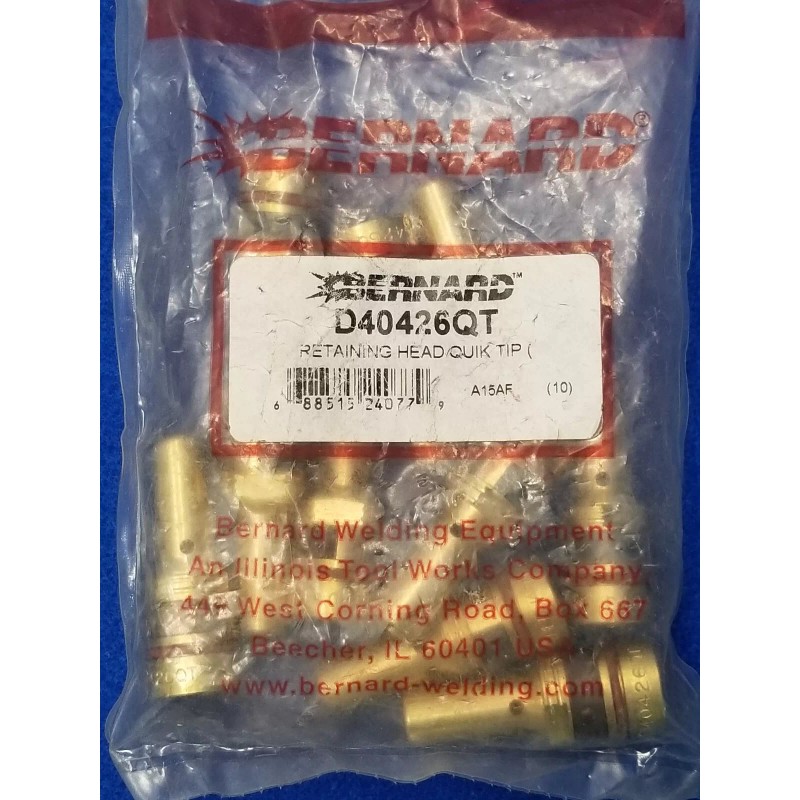 BERNARD®
BERNARD™
D40426QT
RETAINING HEAD/QUIK TIP (
6 88515 24077 9
A15AF (10)
Bernard Welding Equipment
An Illinois Tool Works Company
449 West Corning Road, Box 667
Beecher, IL 60401 USA
www.bernard-welding.com